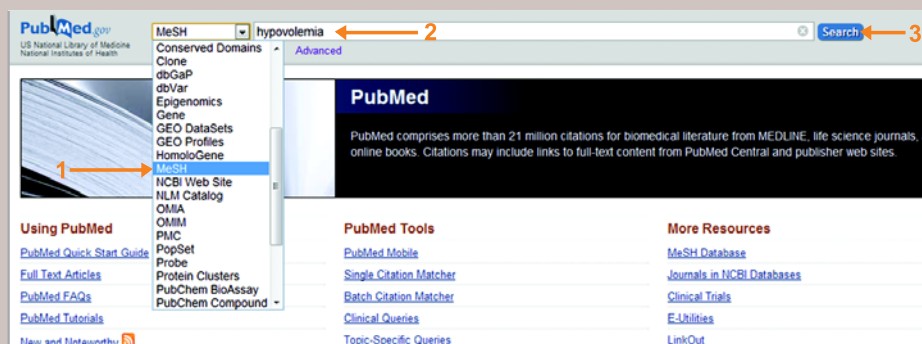 PubMed.gov
US National Library of Medicine
National Institutes of Health
MeSH
hypovolemia
2
Search
3
Advanced
Conserved Domains
Clone
dbGaP
dbVar
Epigenomics
Gene
GEO DataSets
GEO Profiles
HomoloGene
1
MeSH
NCBI Web Site
NLM Catalog
OMIA
OMIM
PMC
PopSet
Probe
Protein Clusters
PubChem BioAssay
PubChem Compound
PubMed
PubMed comprises more than 21 million citations for biomedical literature from MEDLINE, life science journals,
online books. Citations may include links to full-text content from PubMed Central and publisher web sites.
Using PubMed
PubMed Quick Start Guide
Full Text Articles
PubMed FAQs
PubMed Tutorials
New and Noteworthy
PubMed Tools
PubMed Mobile
Single Citation Matcher
Batch Citation Matcher
Clinical Queries
Topic-Specific Queries
More Resources
MeSH Database
Journals in NCBI Databases
Clinical Trials
E-Utilities
LinkOut